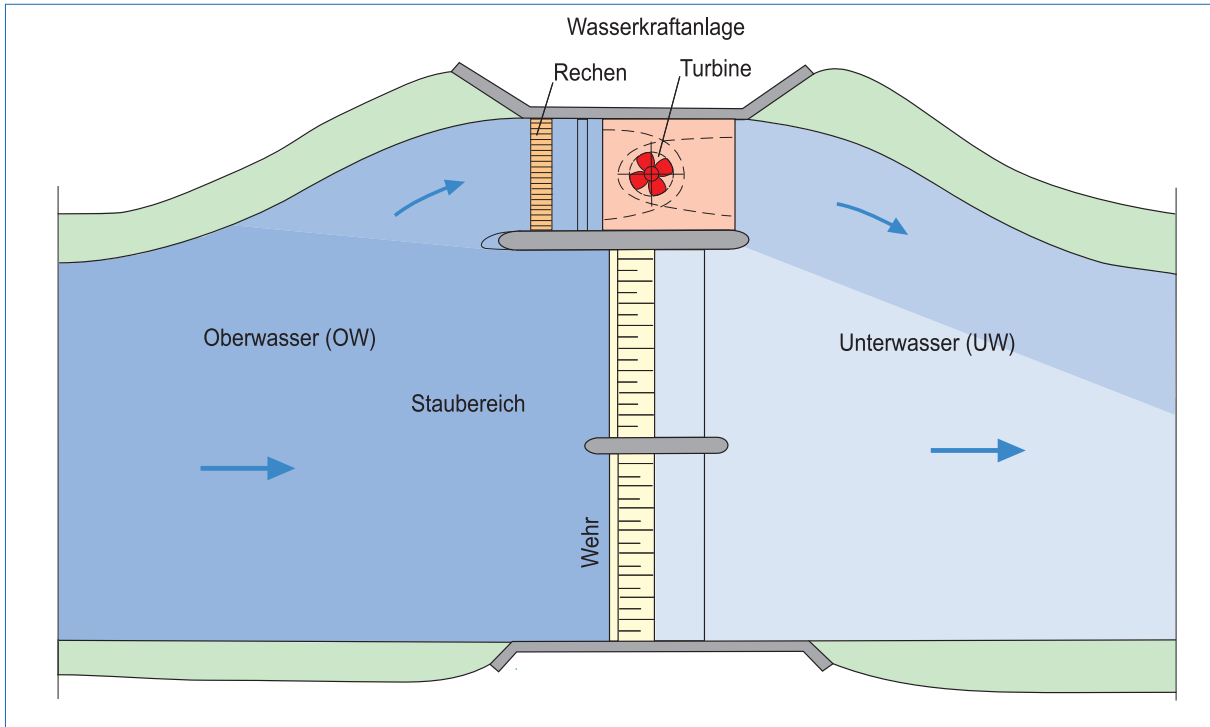 Wasserkraftanlage
Rechen
Turbine
Oberwasser (OW)
Unterwasser (UW)
Staubereich
Wehr